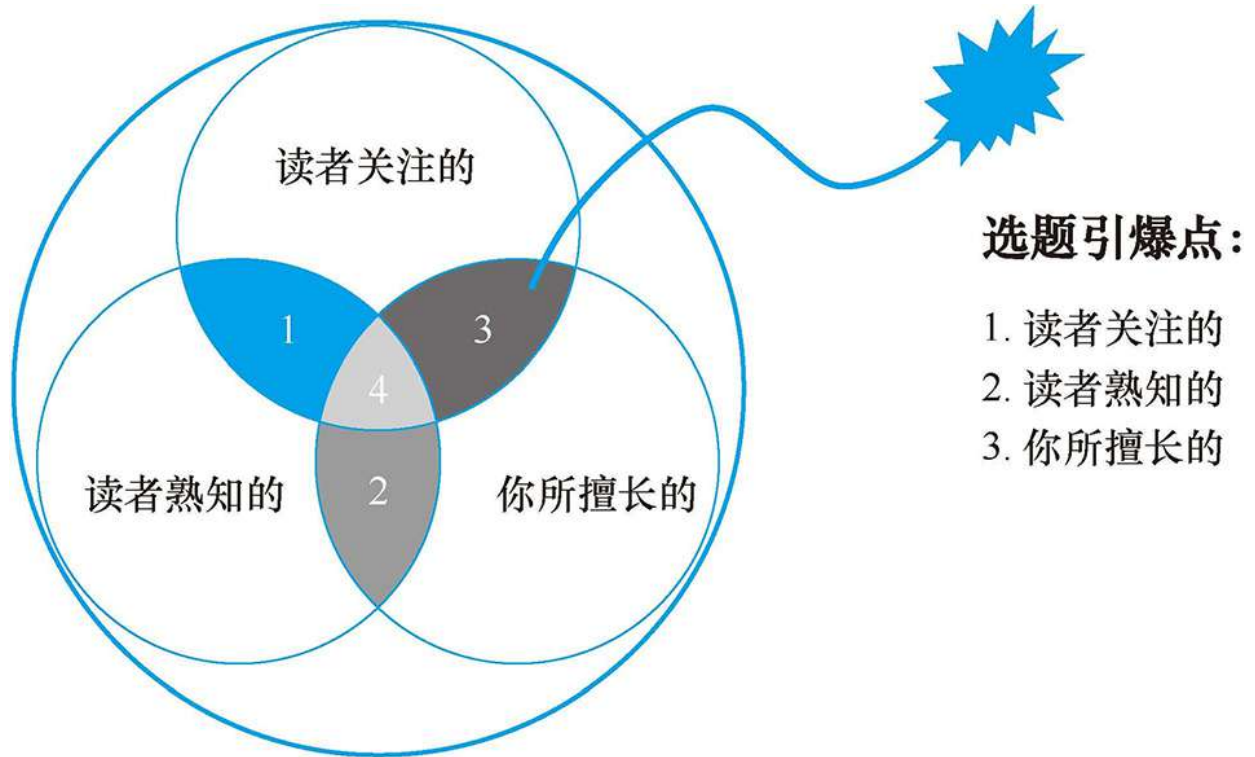 读者关注的
1
3
4
读者熟知的
2
你所擅长的
选题引爆点:
1. 读者关注的
2. 读者熟知的
3. 你所擅长的